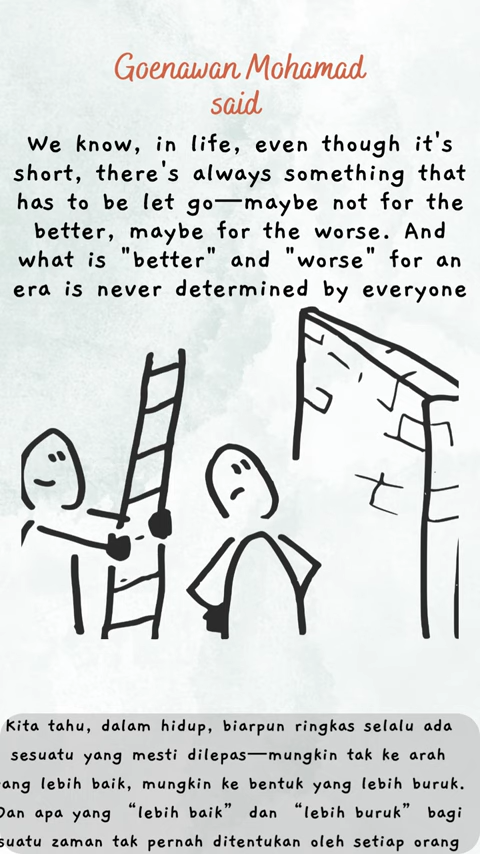 Goenawan Mohamad
said
We know, in life, even though it's
short, there's always something that
has to be let go—maybe not for the
better, maybe for the worse. And
what is "better" and "worse" for an
era is never determined by everyone
Kita tahu, dalam hidup, biarpun ringkas selalu ada
sesuatu yang mesti dilepas—mungkin tak ke arah
ang lebih baik, mungkin ke bentuk yang lebih buruk.
Dan apa yang “lebih baik” dan “lebih buruk” bagi
suatu zaman tak pernah ditentukan oleh setiap orang